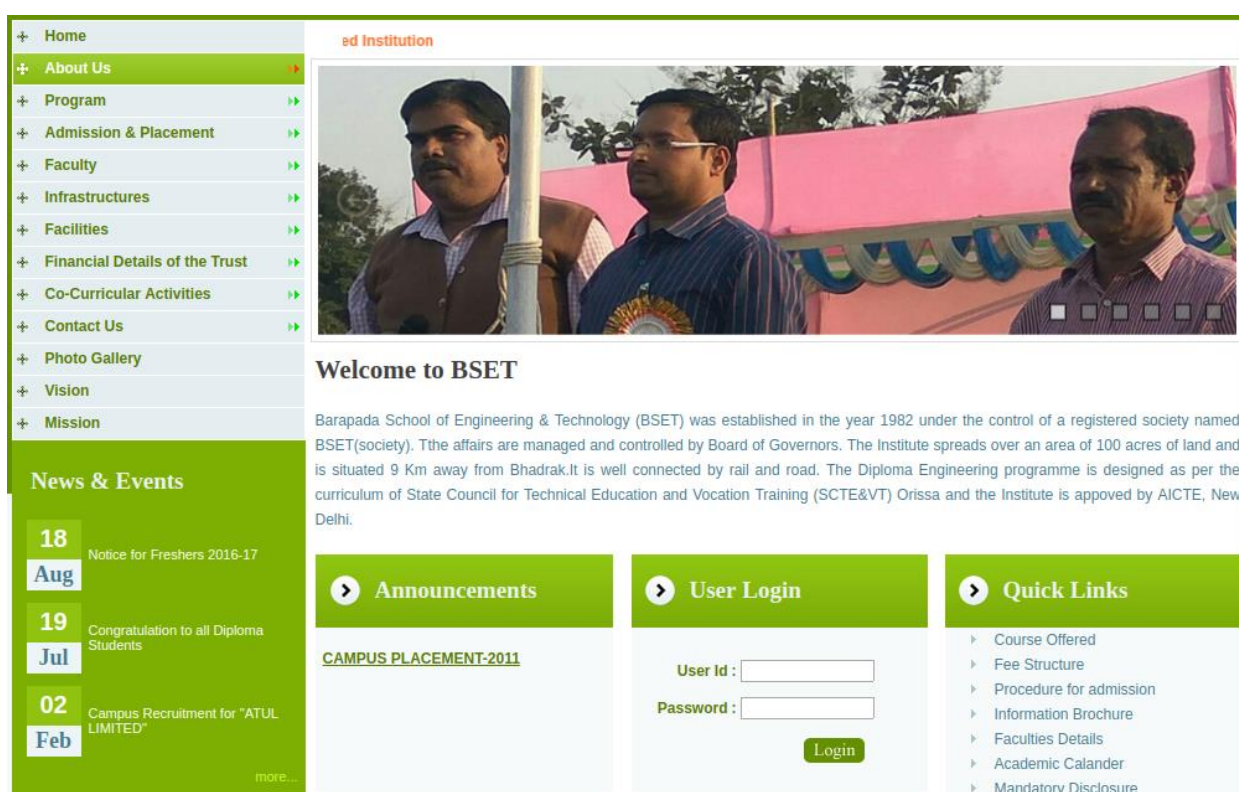 Home
About Us
Program
Admission & Placement
Faculty
Infrastructures
Facilities
Financial Details of the Trust
Co-Curricular Activities
Contact Us
Photo Gallery
Vision
Mission
News & Events
18
Aug
Notice for Freshers 2016-17
19
Jul
Congratulation to all Diploma
Students
02
Feb
Campus Recruitment for "ATUL
LIMITED"
more...
ed Institution
Welcome to BSET
Barapada School of Engineering & Technology (BSET) was established in the year 1982 under the control of a registered society named
BSET(society). Tthe affairs are managed and controlled by Board of Governors. The Institute spreads over an area of 100 acres of land and
is situated 9 Km away from Bhadrak.It is well connected by rail and road. The Diploma Engineering programme is designed as per the
curriculum of State Council for Technical Education and Vocation Training (SCTE&VT) Orissa and the Institute is appoved by AICTE, New
Delhi.
Announcements
CAMPUS PLACEMENT-2011
User Login
User Id :
Password :
Login
Quick Links
Course Offered
Fee Structure
Procedure for admission
Information Brochure
Faculties Details
Academic Calander
Mandatory Disclosure